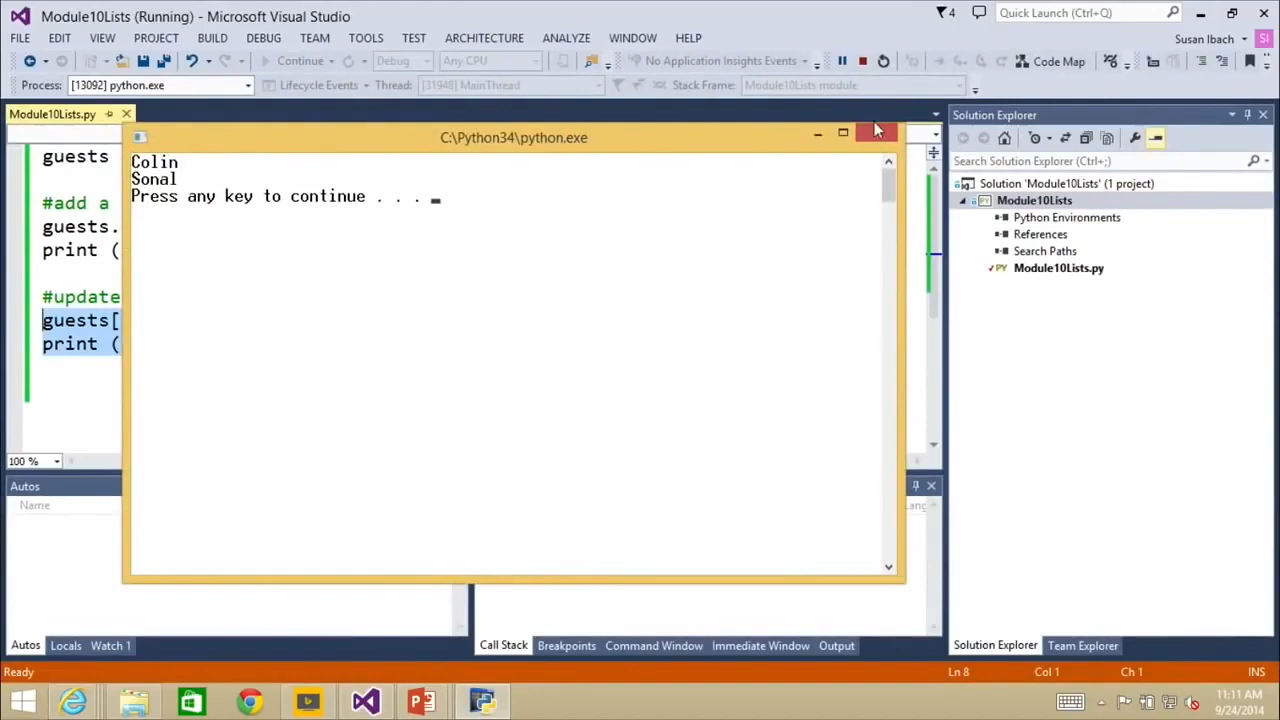 Module10Lists (Running) - Microsoft Visual Studio
4
Quick Launch (Ctrl+Q)
FILE EDIT VIEW PROJECT BUILD DEBUG TEAM TOOLS TEST ARCHITECTURE ANALYZE WINDOW HELP
Susan Ibach
SI
Continue
Debug
Any CPU
No Application Insights Events
Code Map
Process: [13092] python.exe
Lifecycle Events
Thread: [31948] MainThread
Stack Frame: Module10Lists module
Module10Lists.py
C:\Python34\python.exe
Colin
Sonal
Press any key to continue . . .
guests
#add a
guests.
print (
#update
guests[
print (
100 %
Solution Explorer
Search Solution Explorer (Ctrl+;)
Solution 'Module10Lists' (1 project)
PY Module10Lists
Python Environments
References
Search Paths
PY Module10Lists.py
Autos
Name
Lang
Autos Locals Watch 1
Call Stack Breakpoints Command Window Immediate Window Output
Solution Explorer Team Explorer
Ready
Ln 8
Col 1
Ch 1
INS
11:11 AM
9/24/2014